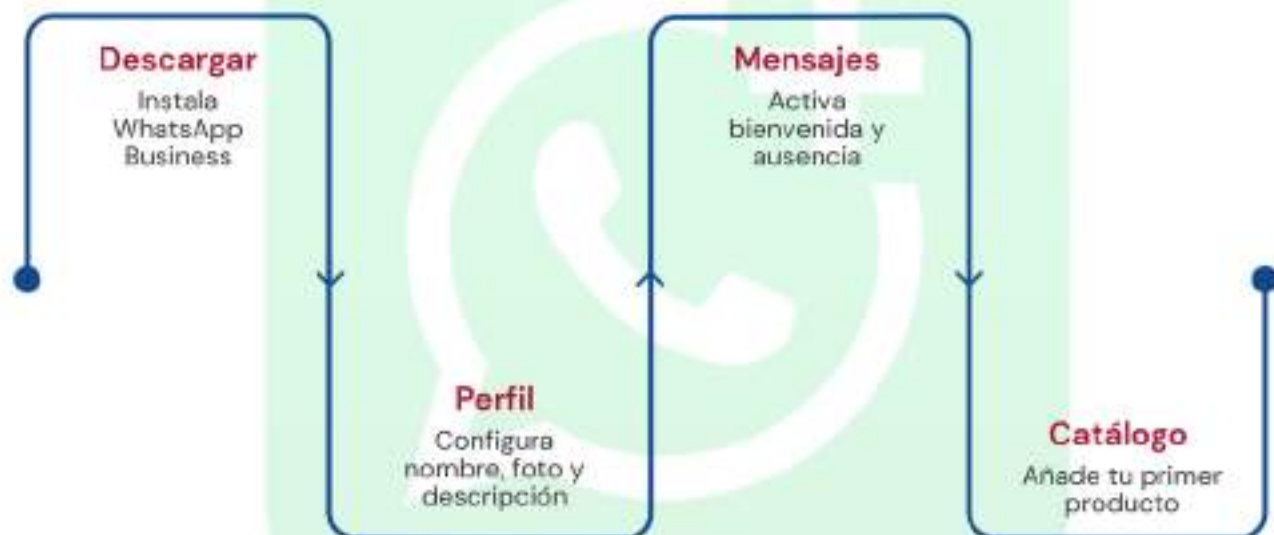 Descargar
Instala
WhatsApp
Business
Perfil
Configura
nombre, foto y
descripción
Mensajes
Activa
bienvenida y
ausencia
Catálogo
Añade tu primer
producto